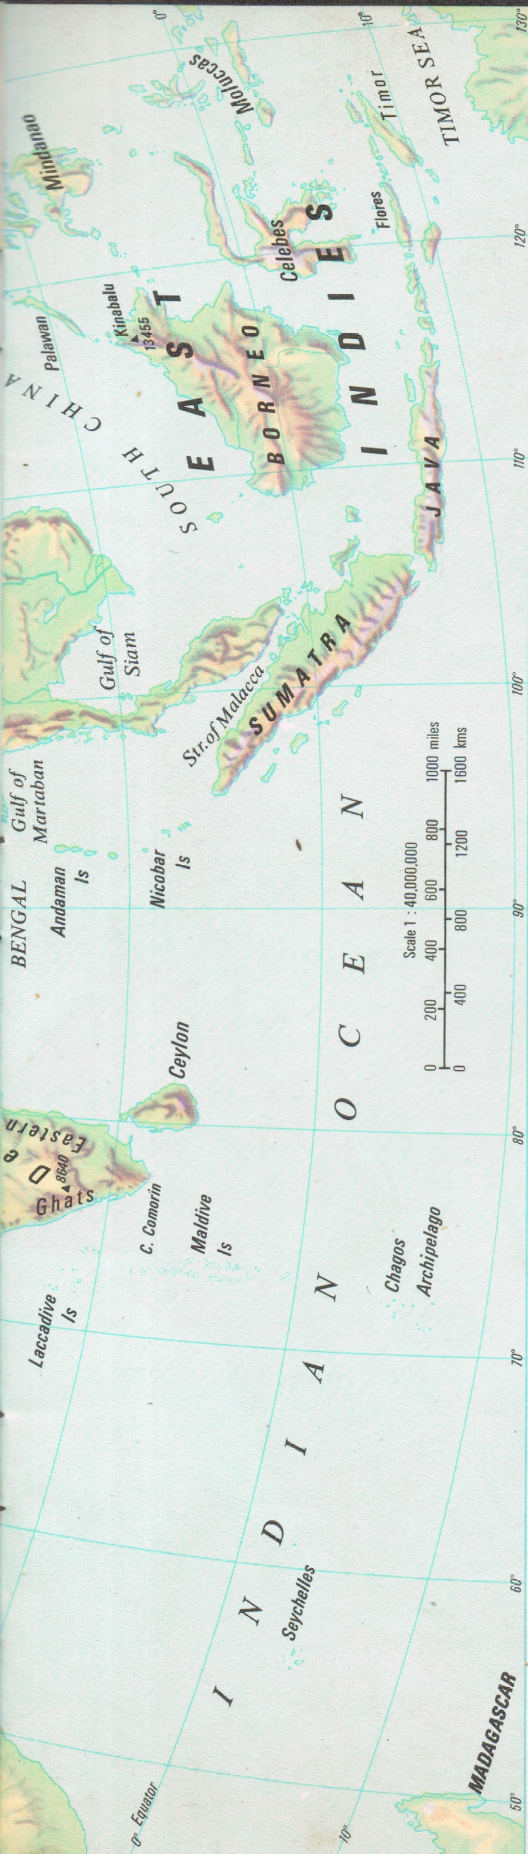 0°
10°
130°
Moluccas
Timor
TIMOR SEA
Mindanao
Celebes
Flores
120°
Palawan
Kinabalu
13455
EAST
INDIES
BORNEO
SOUTH CHINA
JAVA
110°
Gulf of
Siam
Str. of Malacca
SUMATRA
100°
Gulf of
Martaban
BENGAL
Andaman
Is
Nicobar
Is
Scale 1 : 40,000,000
0 200 400 600 800 1000 miles
0 400 800 1200 1600 kms
90°
INDIAN OCEAN
Ceylon
80°
Eastern
De
8640
Ghats
C. Comorin
Maldive
Is
Chagos
Archipelago
Laccadive
Is
70°
Seychelles
60°
MADAGASCAR
50°
0° Equator
10°